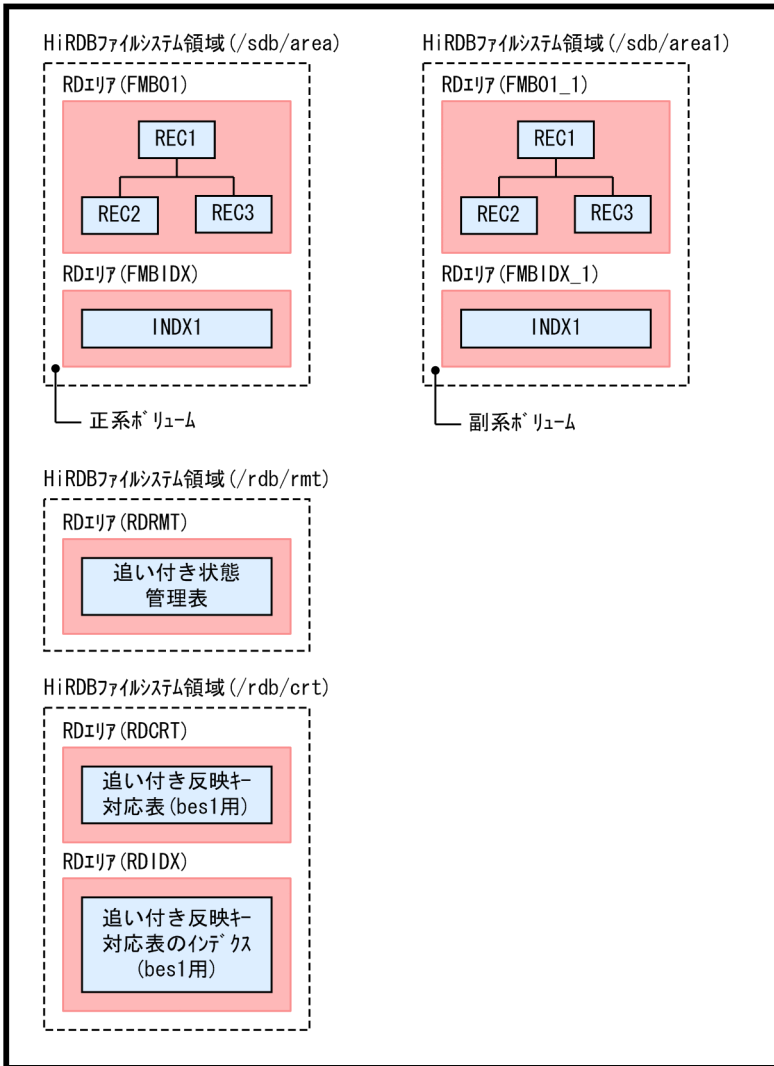 HiRDBファイルシステム領域(/sdb/area)
RDエリア(FMB01)
REC1
REC2
REC3
RDエリア(FMBIDX)
INDX1
正系ボリューム
HiRDBファイルシステム領域(/sdb/area1)
RDエリア(FMB01_1)
REC1
REC2
REC3
RDエリア(FMBIDX_1)
INDX1
副系ボリューム
HiRDBファイルシステム領域(/rdb/rmt)
RDエリア(RDRMT)
追い付き状態
管理表
HiRDBファイルシステム領域(/rdb/crt)
RDエリア(RDCRT)
追い付き反映キー
対応表(bes1用)
RDエリア(RDIDX)
追い付き反映キー
対応表のインデクス
(bes1用)